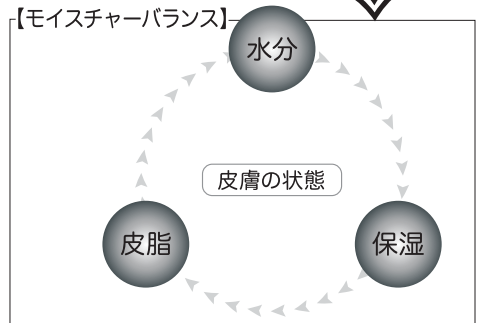 【モイスチャーバランス】
水分
皮膚の状態
皮脂
保湿